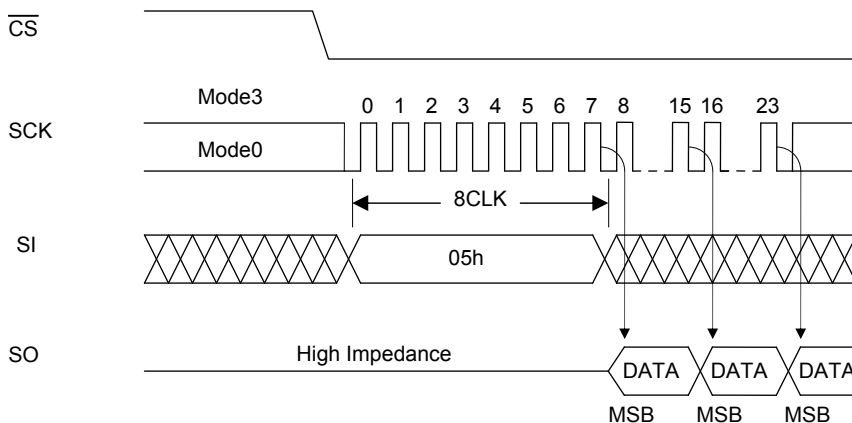 CS
Mode3
0 1 2 3 4 5 6 7 8 15 16 23
SCK
Mode0
8CLK
SI
05h
High Impedance
SO
DATA DATA DATA
MSB MSB MSB